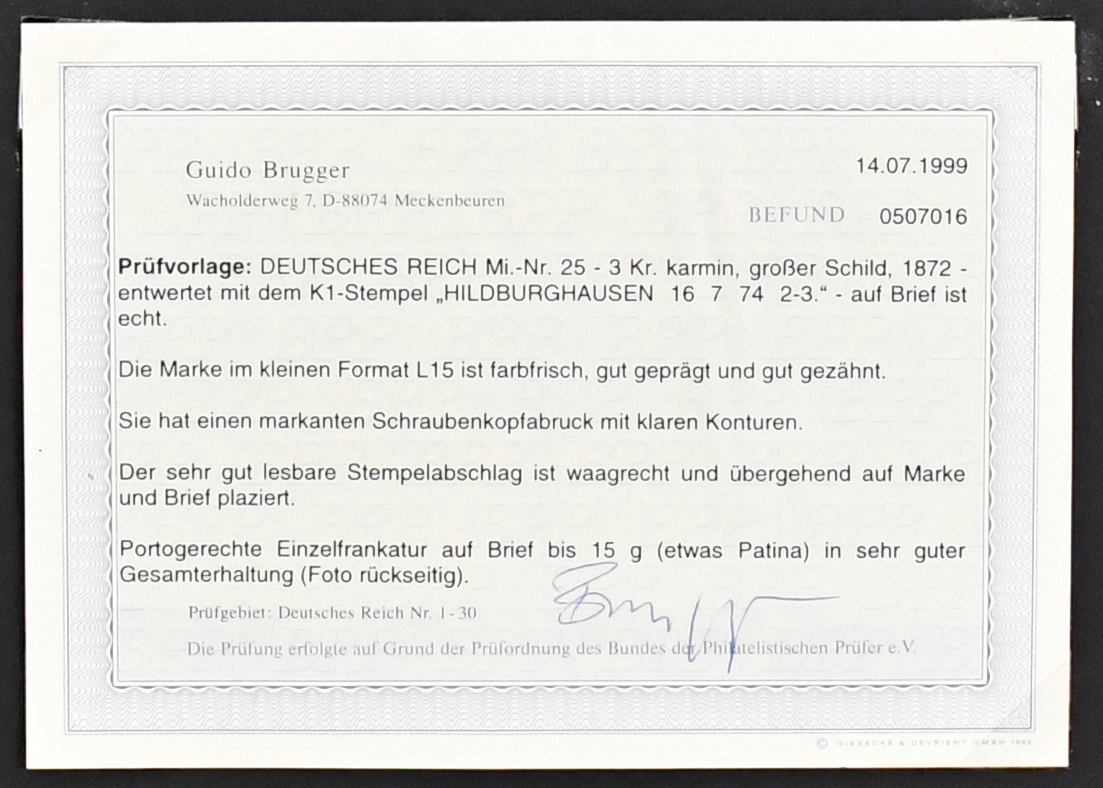 Guido Brugger
14.07.1999
Wacholderweg 7, D-88074 Meckenbeuren
BEFUND 0507016
Prüfvorlage: DEUTSCHES REICH Mi.-Nr. 25 - 3 Kr. karmin, großer Schild, 1872 -
entwertet mit dem K1-Stempel „HILDBURGHAUSEN 16 7 74 2-3.“ - auf Brief ist
echt.
Die Marke im kleinen Format L15 ist farbfrisch, gut geprägt und gut gezähnt.
Sie hat einen markanten Schraubenkopfabruck mit klaren Konturen.
Der sehr gut lesbare Stempelabschlag ist waagrecht und übergehend auf Marke
und Brief plaziert.
Portogerechte Einzelfrankatur auf Brief bis 15 g (etwas Patina) in sehr guter
Gesamterhaltung (Foto rückseitig).
Prüfgebiet: Deutsches Reich Nr. 1-30
Die Prüfung erfolgte auf Grund der Prüfordnung des Bundes der Philatelistischen Prüfer e.V.
© GIESECKE & DEVRIENT GMBH 1992